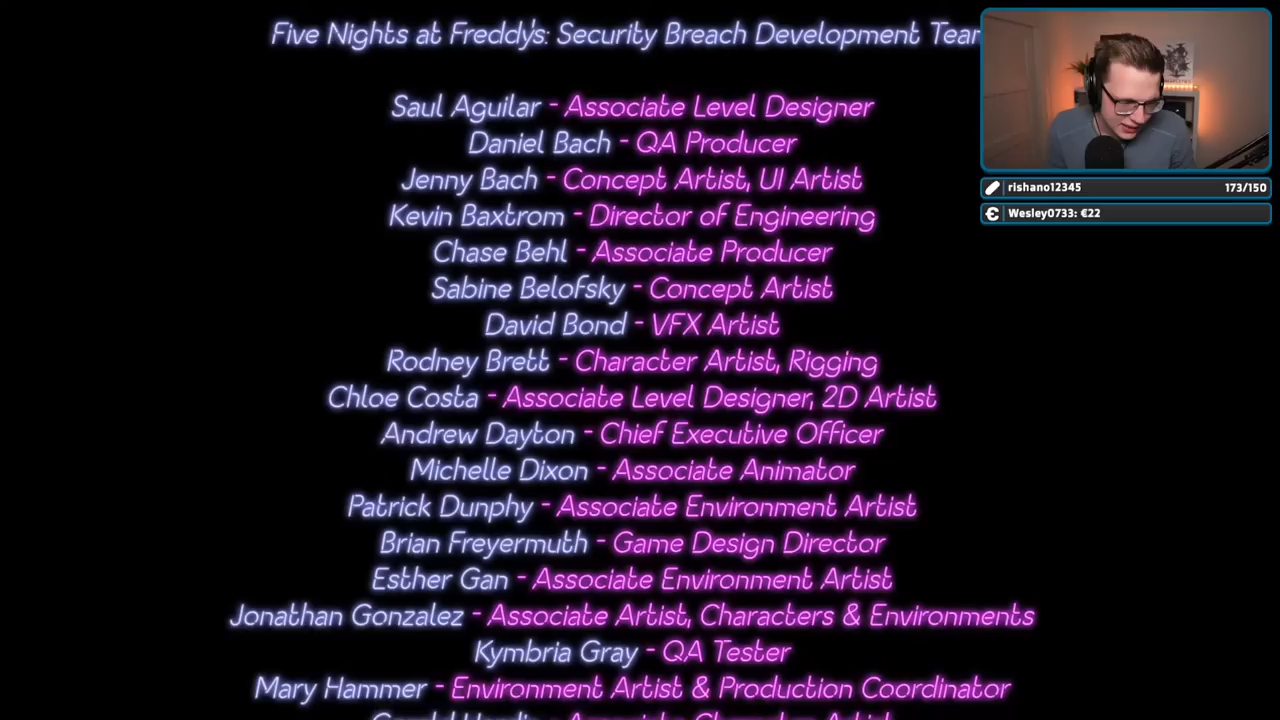 Five Nights at Freddy's: Security Breach Development
Saul Aguilar - Associate Level Designer
Daniel Bach - QA Producer
Jenny Bach - Concept Artist, UI Artist
Kevin Baxtrom - Director of Engineering
Chase Behl - Associate Producer
Sabine Belofsky - Concept Artist
David Bond - VFX Artist
Rodney Brett - Character Artist, Rigging
Chloe Costa - Associate Level Designer, 2D Artist
Andrew Dayton - Chief Executive Officer
Michelle Dixon - Associate Animator
Patrick Dunphy - Associate Environment Artist
Brian Freyermuth - Game Design Director
Esther Gan - Associate Environment Artist
Jonathan Gonzalez - Associate Artist, Characters & Environments
Kymbria Gray - QA Tester
Mary Hammer - Environment Artist & Production Coordinator
rishano12345 173/150
Wesley0733: €22